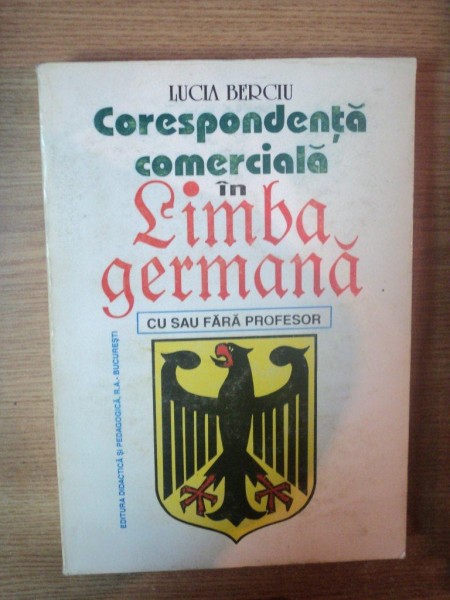 LUCIA BERCIU
Corespondență
comercială
în
Limba
germană
CU SAU FĂRĂ PROFESOR
EDITURA DIDACTICĂ ȘI PEDAGOGICĂ, R.A.- BUCUREȘTI